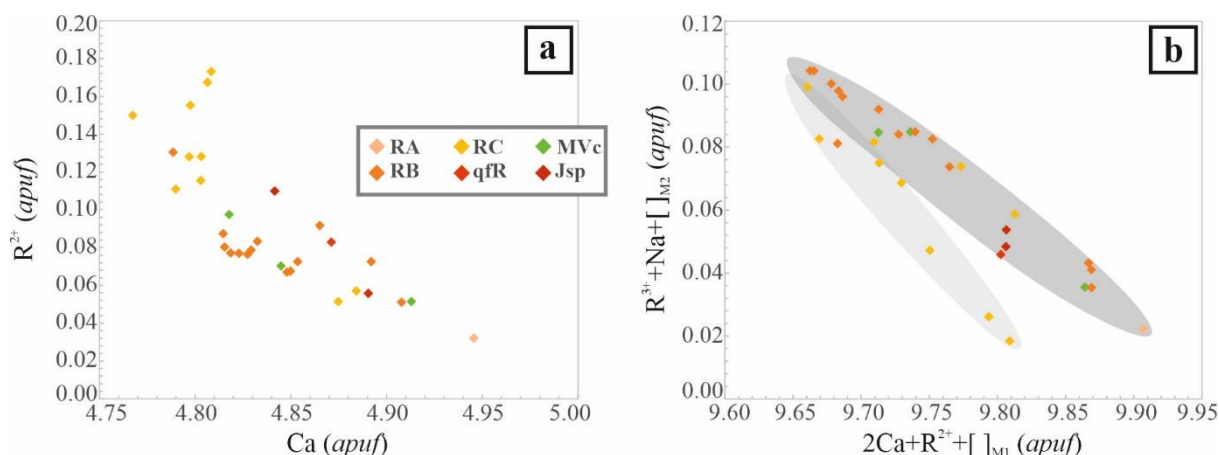 a
0.20
0.18
0.16
0.14
0.12
0.10
0.08
0.06
0.04
0.02
0.00
R²⁺ (apuf)
4.75 4.80 4.85 4.90 4.95 5.00
Ca (apuf)
RA RC MVc
RB qfR Jsp
b
0.12
0.10
0.08
0.06
0.04
0.02
0.00
R³⁺+Na+[ ]M2 (apuf)
9.60 9.66 9.70 9.75 9.80 9.85 9.90 9.95
2Ca+R²⁺+[ ]M1 (apuf)